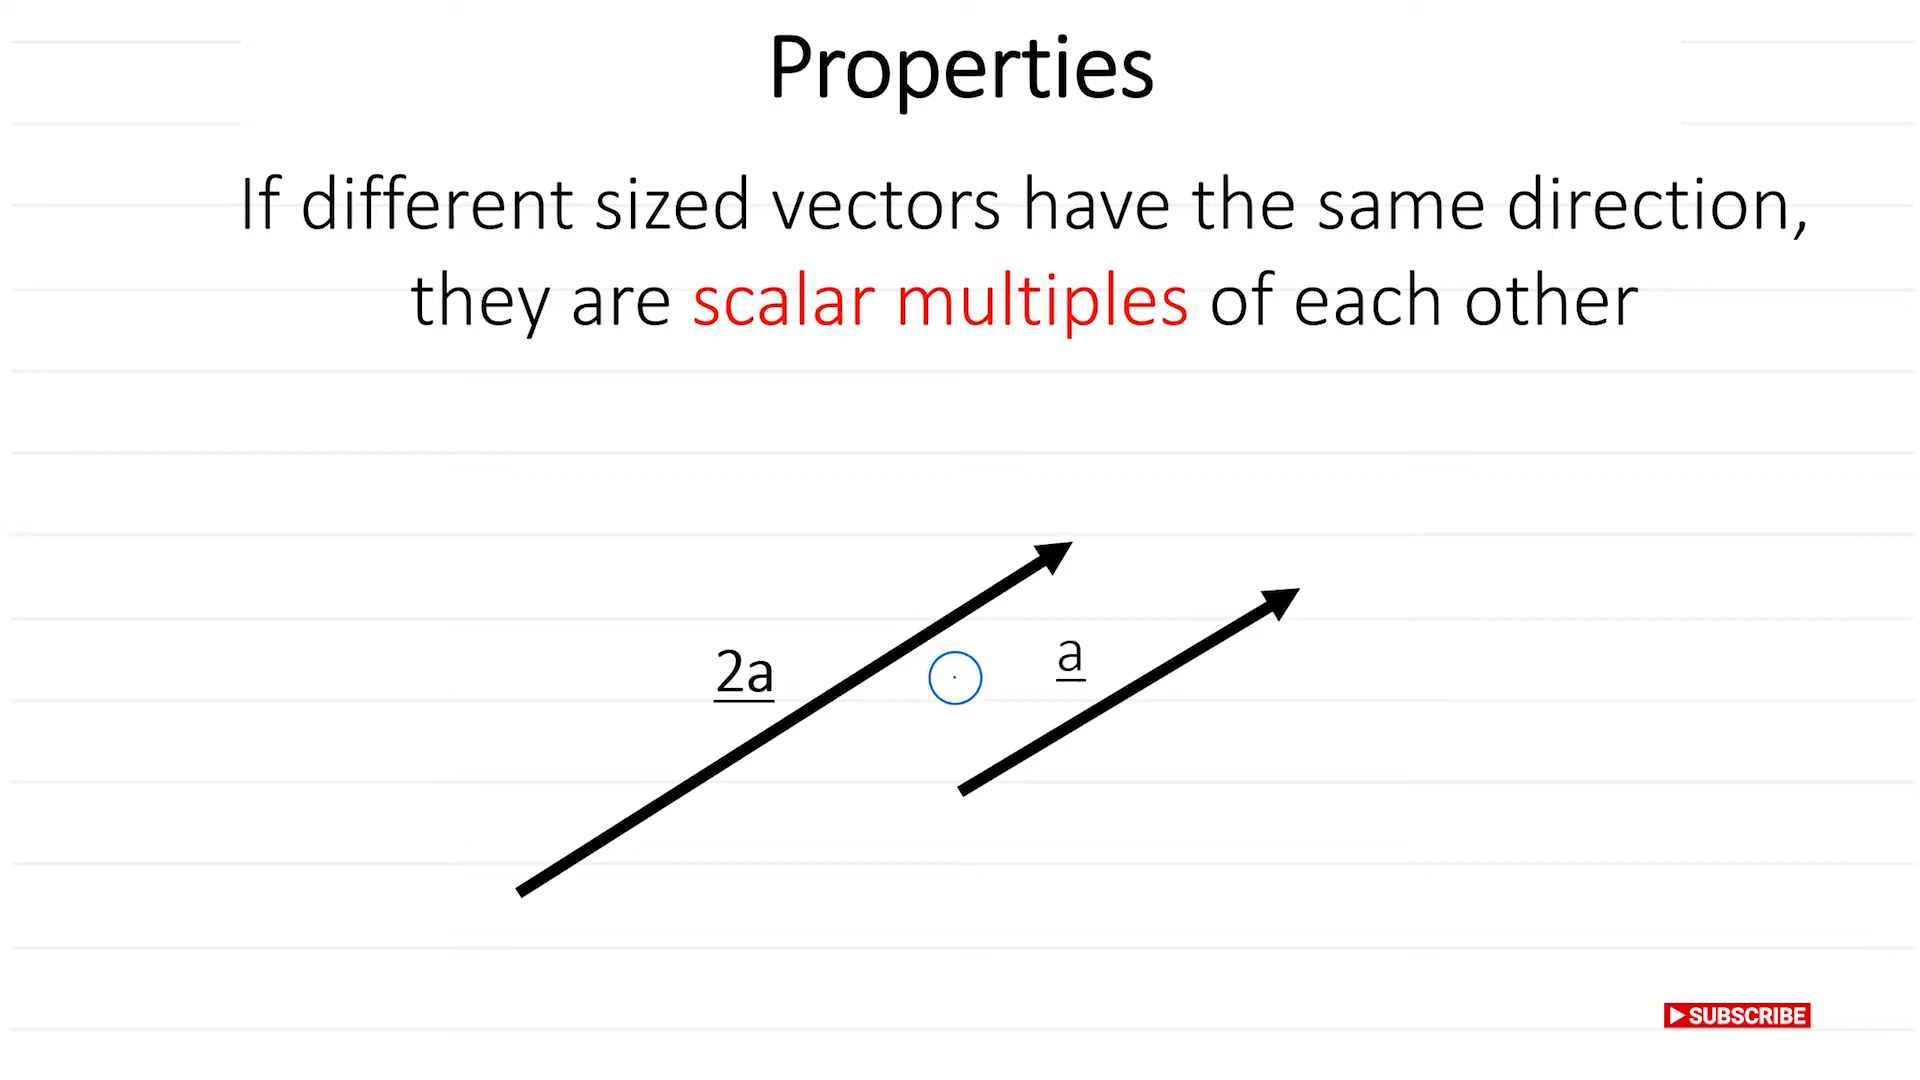 Properties
If different sized vectors have the same direction,
they are scalar multiples of each other
2a
a
SUBSCRIBE